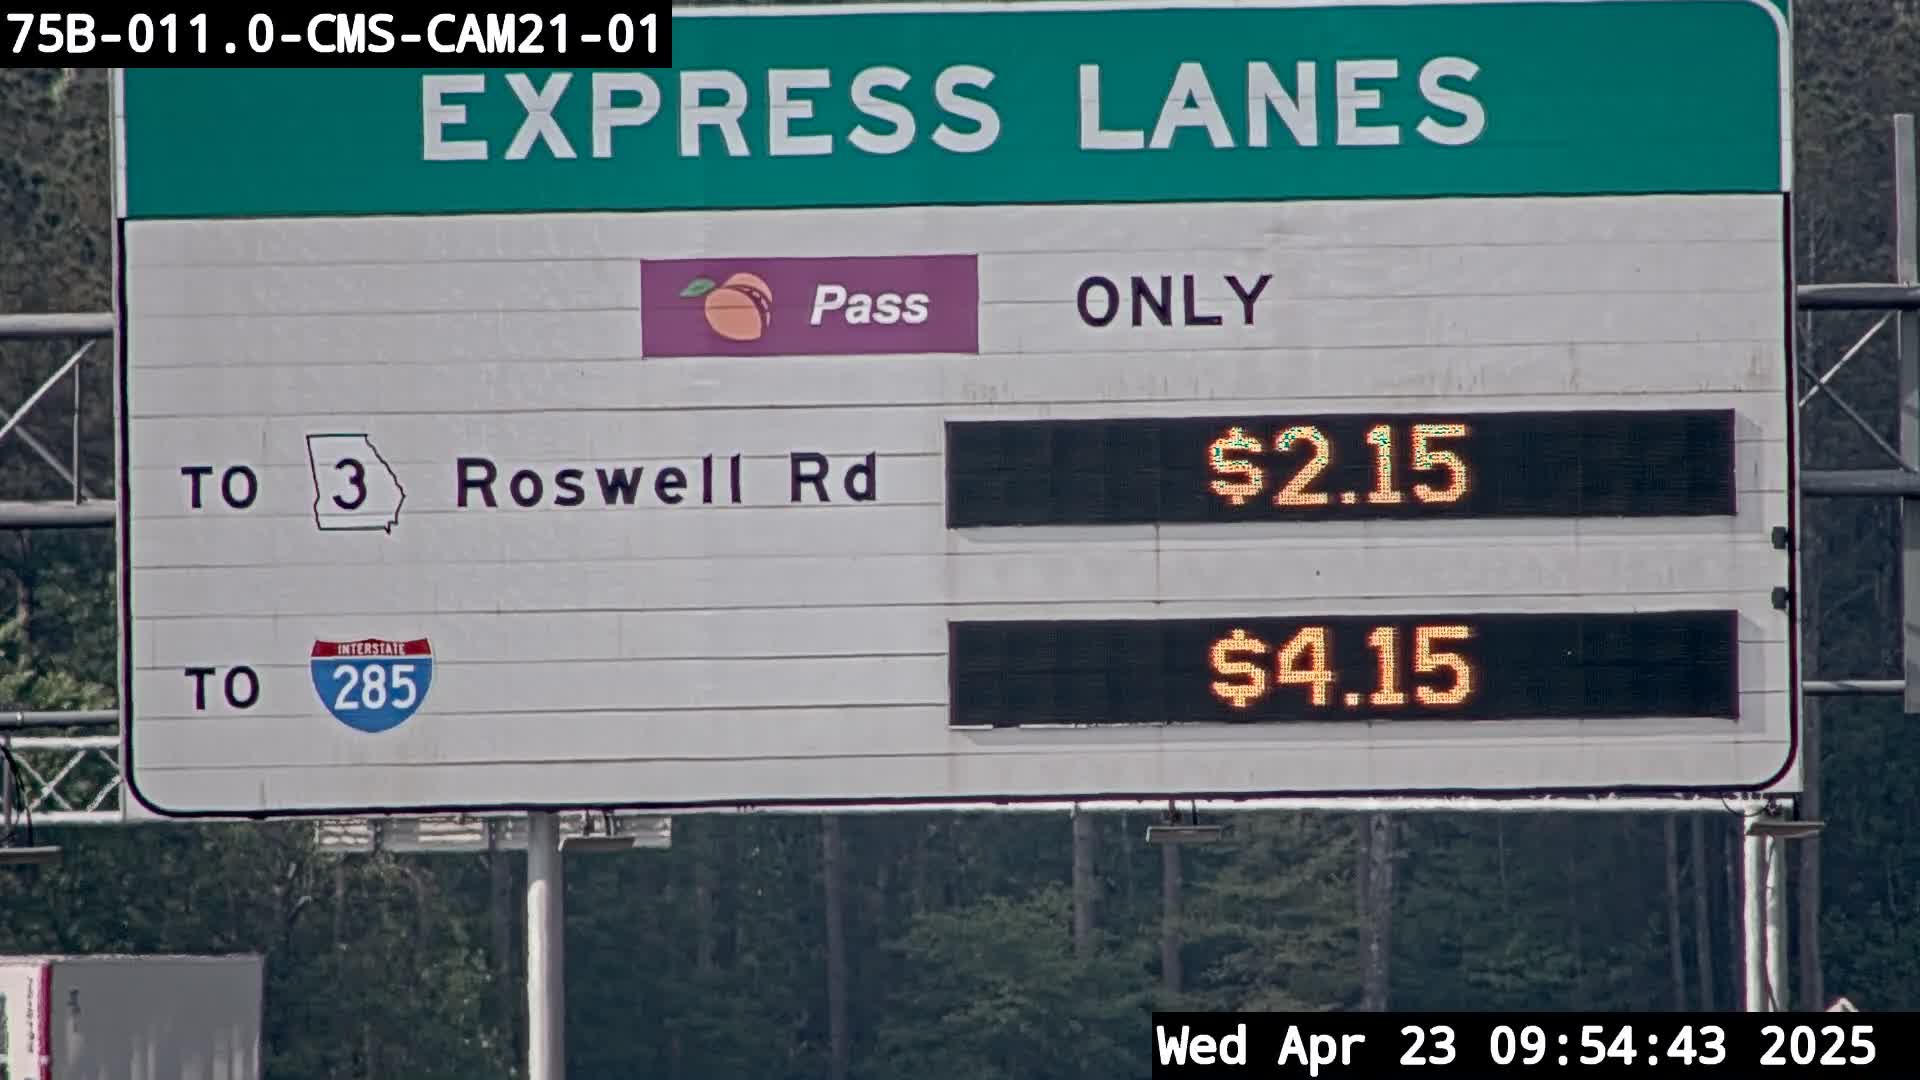 75B-011.0-CMS-CAM21-01
EXPRESS LANES
Pass ONLY
TO 3 Roswell Rd $2.15
INTERSTATE
TO 285 $4.15
Wed Apr 23 09:54:43 2025